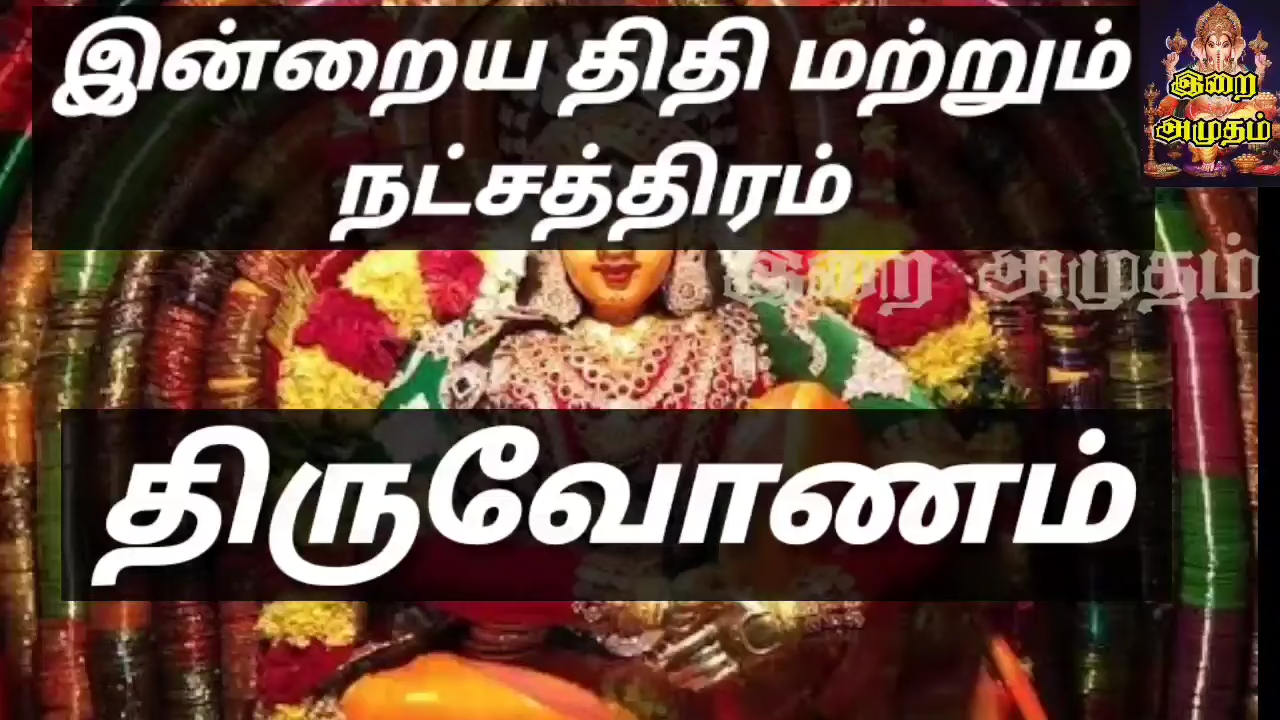 இன்றைய திதி மற்றும்
நட்சத்திரம்
இறை
அமுதம்
இறை அமுதம்
திருவோணம்